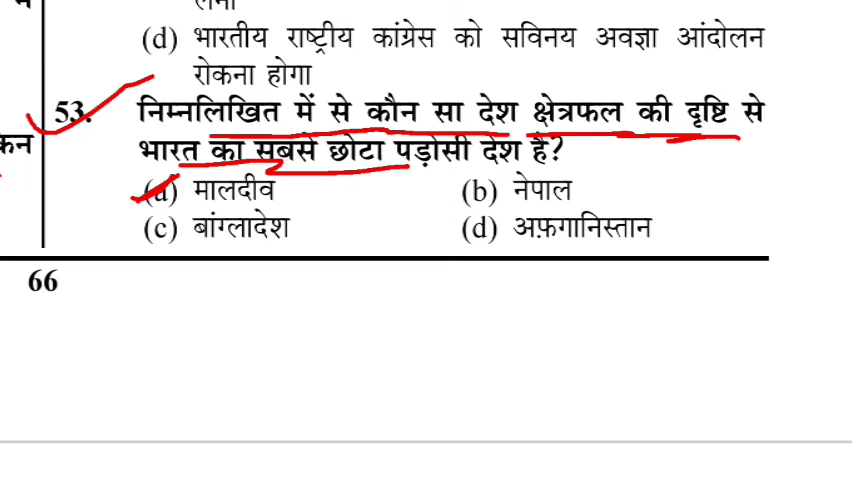 (d) भारतीय राष्ट्रीय कांग्रेस को सविनय अवज्ञा आंदोलन
रोकना होगा
53. निम्नलिखित में से कौन सा देश क्षेत्रफल की दृष्टि से
भारत का सबसे छोटा पड़ोसी देश है?
(a) मालदीव (b) नेपाल
(c) बांग्लादेश (d) अफ़गानिस्तान
66